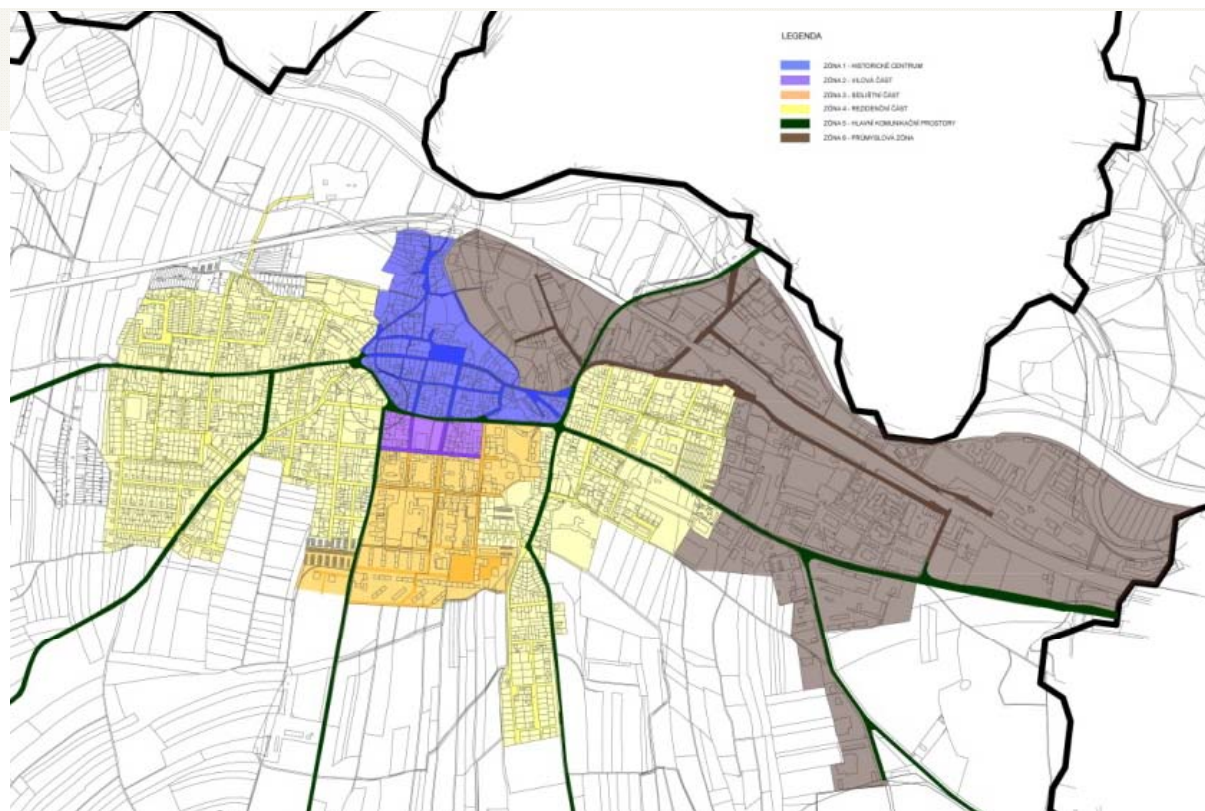 LEGENDA
ZÓNA 1 - HISTORICKÉ CENTRUM
ZÓNA 2 - VILOVÁ ČÁST
ZÓNA 3 - SÍDLIŠTNÍ ČÁST
ZÓNA 4 - REZIDENČNÍ ČÁST
ZÓNA 5 - HLAVNÍ KOMUNIKAČNÍ PROSTORY
ZÓNA 6 - PRŮMYSLOVÁ ZÓNA